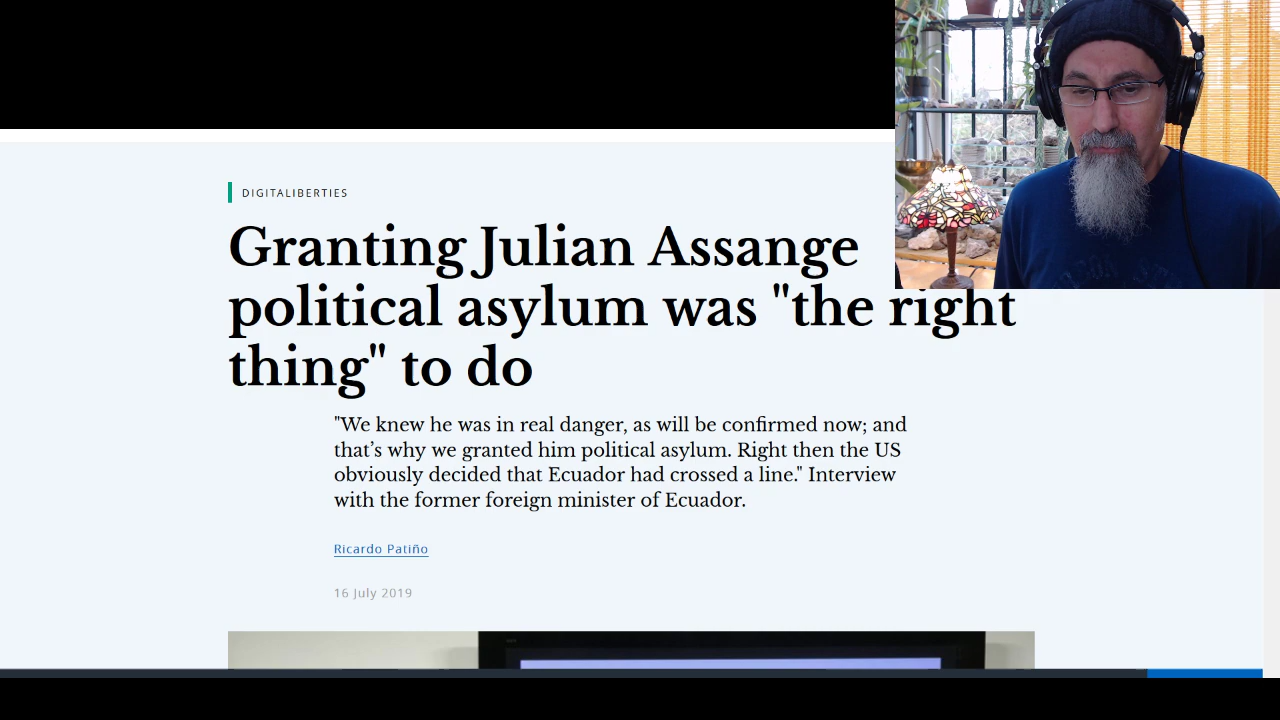 DIGITALIBERTIES
Granting Julian Assange
political asylum was "the right
thing" to do
"We knew he was in real danger, as will be confirmed now; and
that’s why we granted him political asylum. Right then the US
obviously decided that Ecuador had crossed a line." Interview
with the former foreign minister of Ecuador.
Ricardo Patiño
16 July 2019